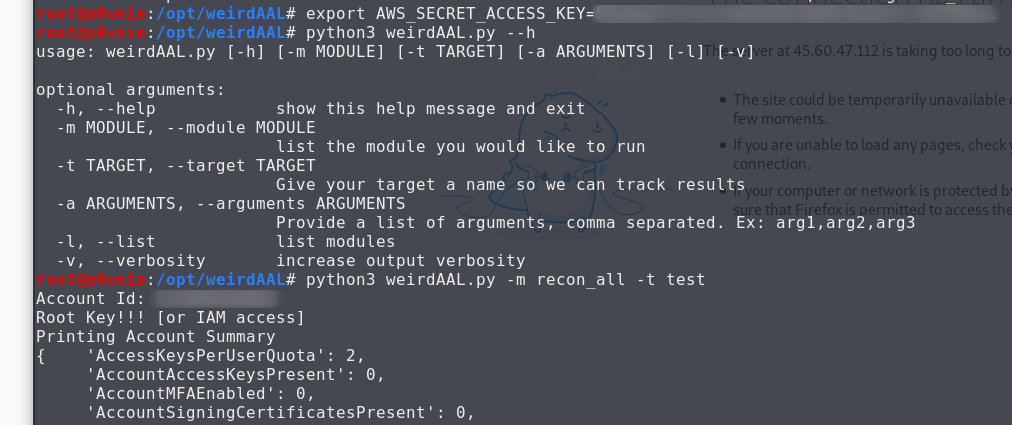 root@p0wnie:/opt/weirdAAL# export AWS_SECRET_ACCESS_KEY=
root@p0wnie:/opt/weirdAAL# python3 weirdAAL.py --h
usage: weirdAAL.py [-h] [-m MODULE] [-t TARGET] [-a ARGUMENTS] [-l] [-v]
optional arguments:
-h, --help show this help message and exit
-m MODULE, --module MODULE
list the module you would like to run
-t TARGET, --target TARGET
Give your target a name so we can track results
-a ARGUMENTS, --arguments ARGUMENTS
Provide a list of arguments, comma separated. Ex: arg1,arg2,arg3
-l, --list list modules
-v, --verbosity increase output verbosity
root@p0wnie:/opt/weirdAAL# python3 weirdAAL.py -m recon_all -t test
Account Id:
Root Key!!! [or IAM access]
Printing Account Summary
{ 'AccessKeysPerUserQuota': 2,
'AccountAccessKeysPresent': 0,
'AccountMFAEnabled': 0,
'AccountSigningCertificatesPresent': 0,
server at 45.60.47.112 is taking too long to
The site could be temporarily unavailable
few moments.
If you are unable to load any pages, check
connection.
If your computer or network is protected
sure that Firefox is permitted to access the